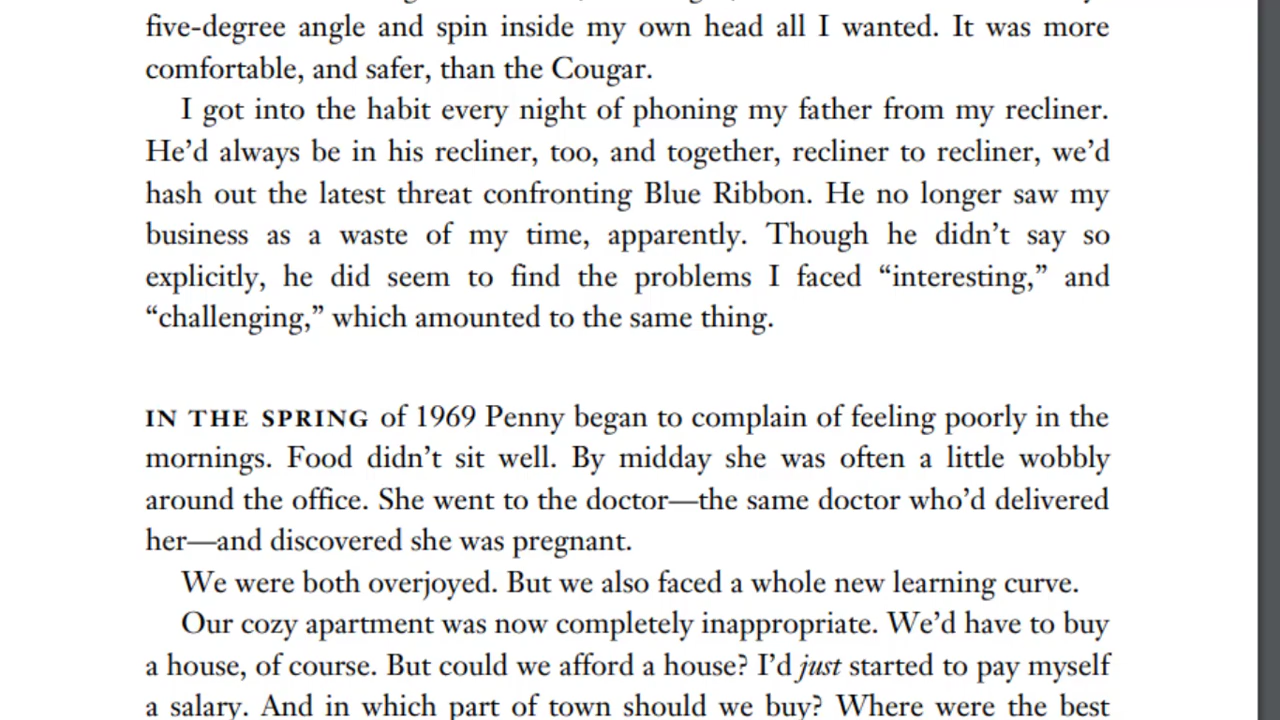 five-degree angle and spin inside my own head all I wanted. It was more
comfortable, and safer, than the Cougar.
I got into the habit every night of phoning my father from my recliner.
He’d always be in his recliner, too, and together, recliner to recliner, we’d
hash out the latest threat confronting Blue Ribbon. He no longer saw my
business as a waste of my time, apparently. Though he didn’t say so
explicitly, he did seem to find the problems I faced “interesting,” and
“challenging,” which amounted to the same thing.
IN THE SPRING of 1969 Penny began to complain of feeling poorly in the
mornings. Food didn’t sit well. By midday she was often a little wobbly
around the office. She went to the doctor—the same doctor who’d delivered
her—and discovered she was pregnant.
We were both overjoyed. But we also faced a whole new learning curve.
Our cozy apartment was now completely inappropriate. We’d have to buy
a house, of course. But could we afford a house? I’d just started to pay myself
a salary. And in which part of town should we buy? Where were the best